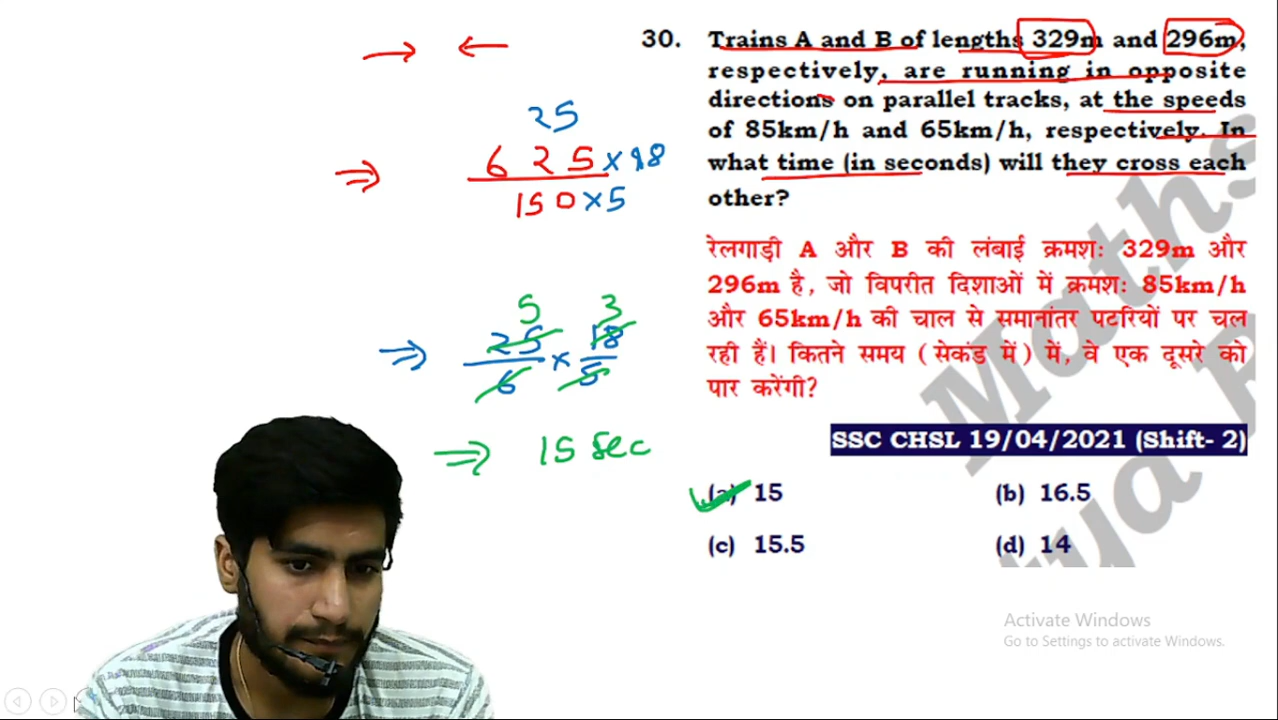 25
625×18
150×5
⇒
5 3
25/6 × 18/5
⇒
⇒ 15 sec
30. Trains A and B of lengths 329m and 296m,
respectively, are running in opposite
directions on parallel tracks, at the speeds
of 85km/h and 65km/h, respectively. In
what time (in seconds) will they cross each
other?
रेलगाड़ी A और B की लंबाई क्रमश: 329m और
296m है, जो विपरीत दिशाओं में क्रमश: 85km/h
और 65km/h की चाल से समानांतर पटरियों पर चल
रही हैं। कितने समय (सेकंड में) में, वे एक दूसरे को
पार करेंगी?
SSC CHSL 19/04/2021 (Shift- 2)
(a) 15 (b) 16.5
(c) 15.5 (d) 14
Maths
Activate Windows
Go to Settings to activate Windows.